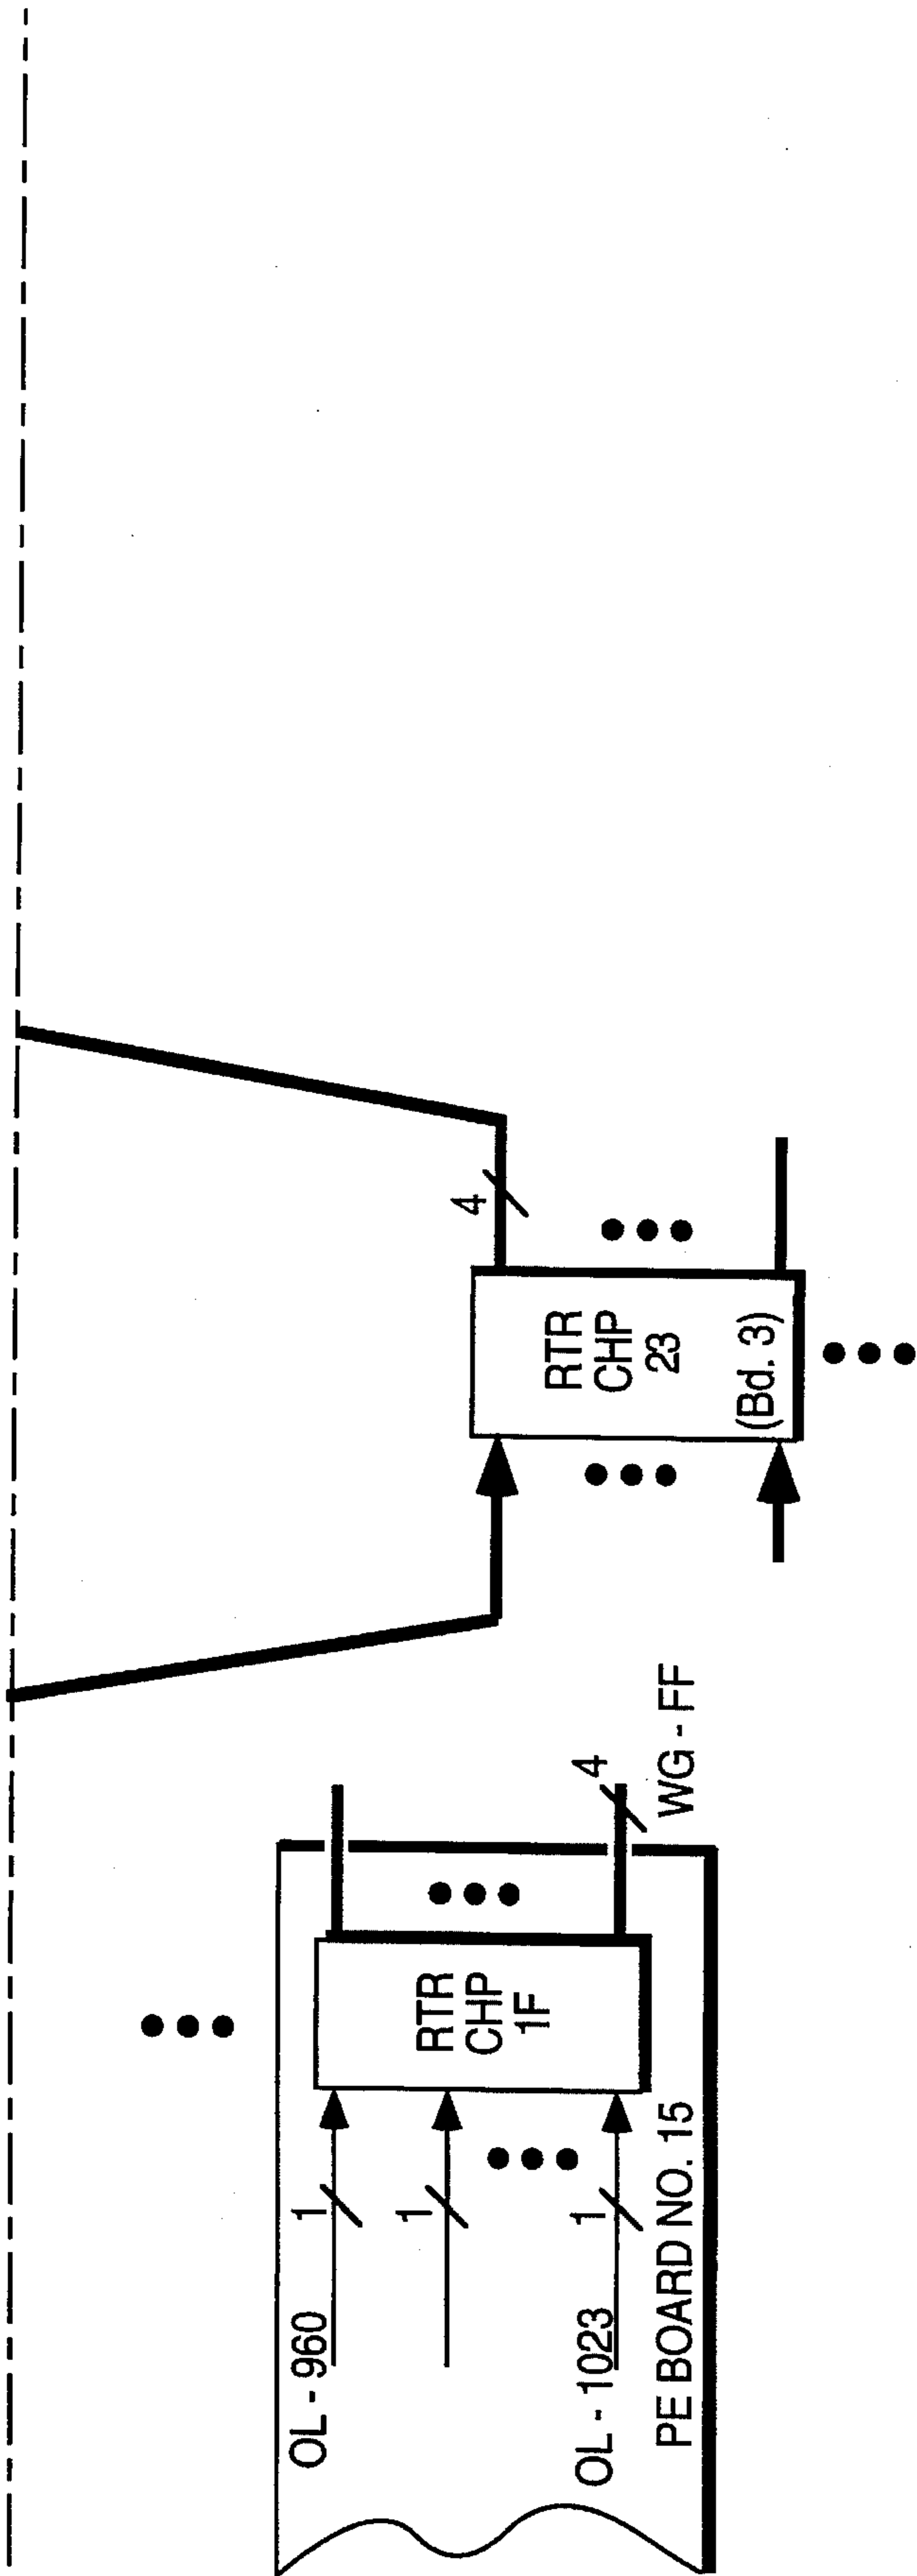 OL - 960
1
1
OL - 1023
1
PE BOARD NO. 15
RTR
CHP
1F
4
WG - FF
RTR
CHP
23
(Bd. 3)
4